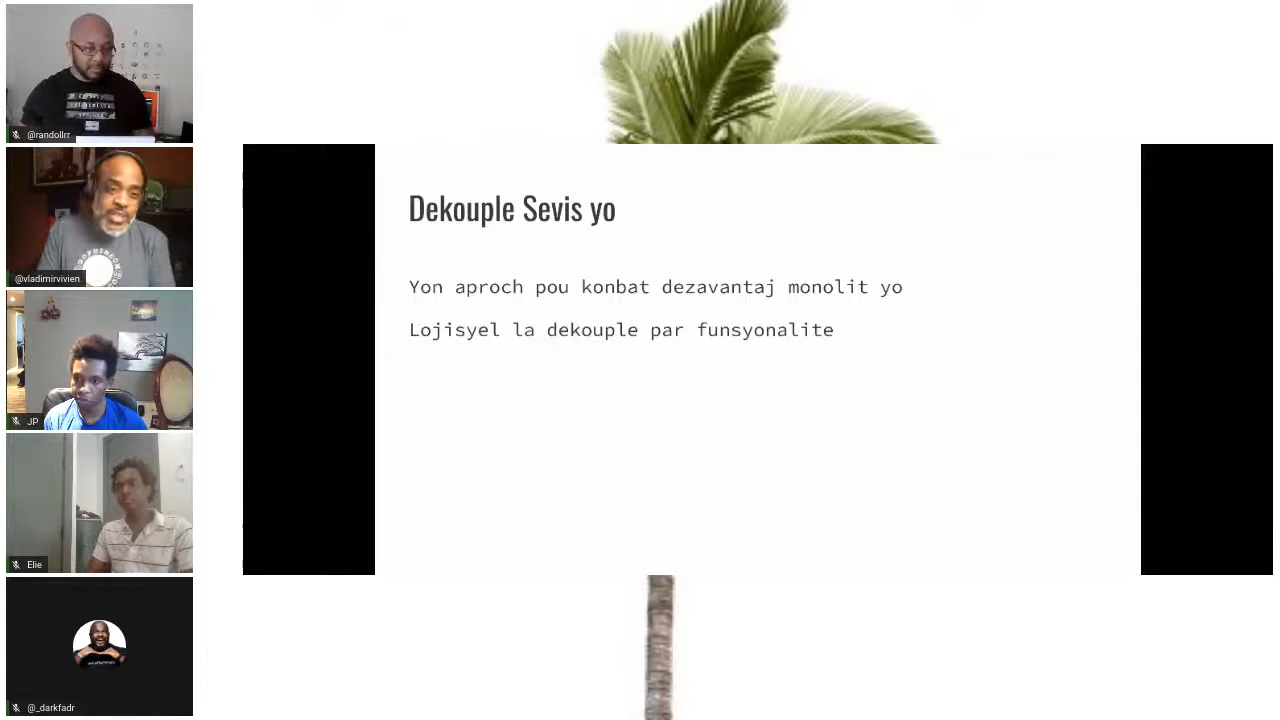 @randollrr
@vladimirvivien
JP
Elie
@_darkfadr
Dekouple Sevis yo
Yon aproch pou konbat dezavantaj monolit yo
Lojisyel la dekouple par funsyonalite